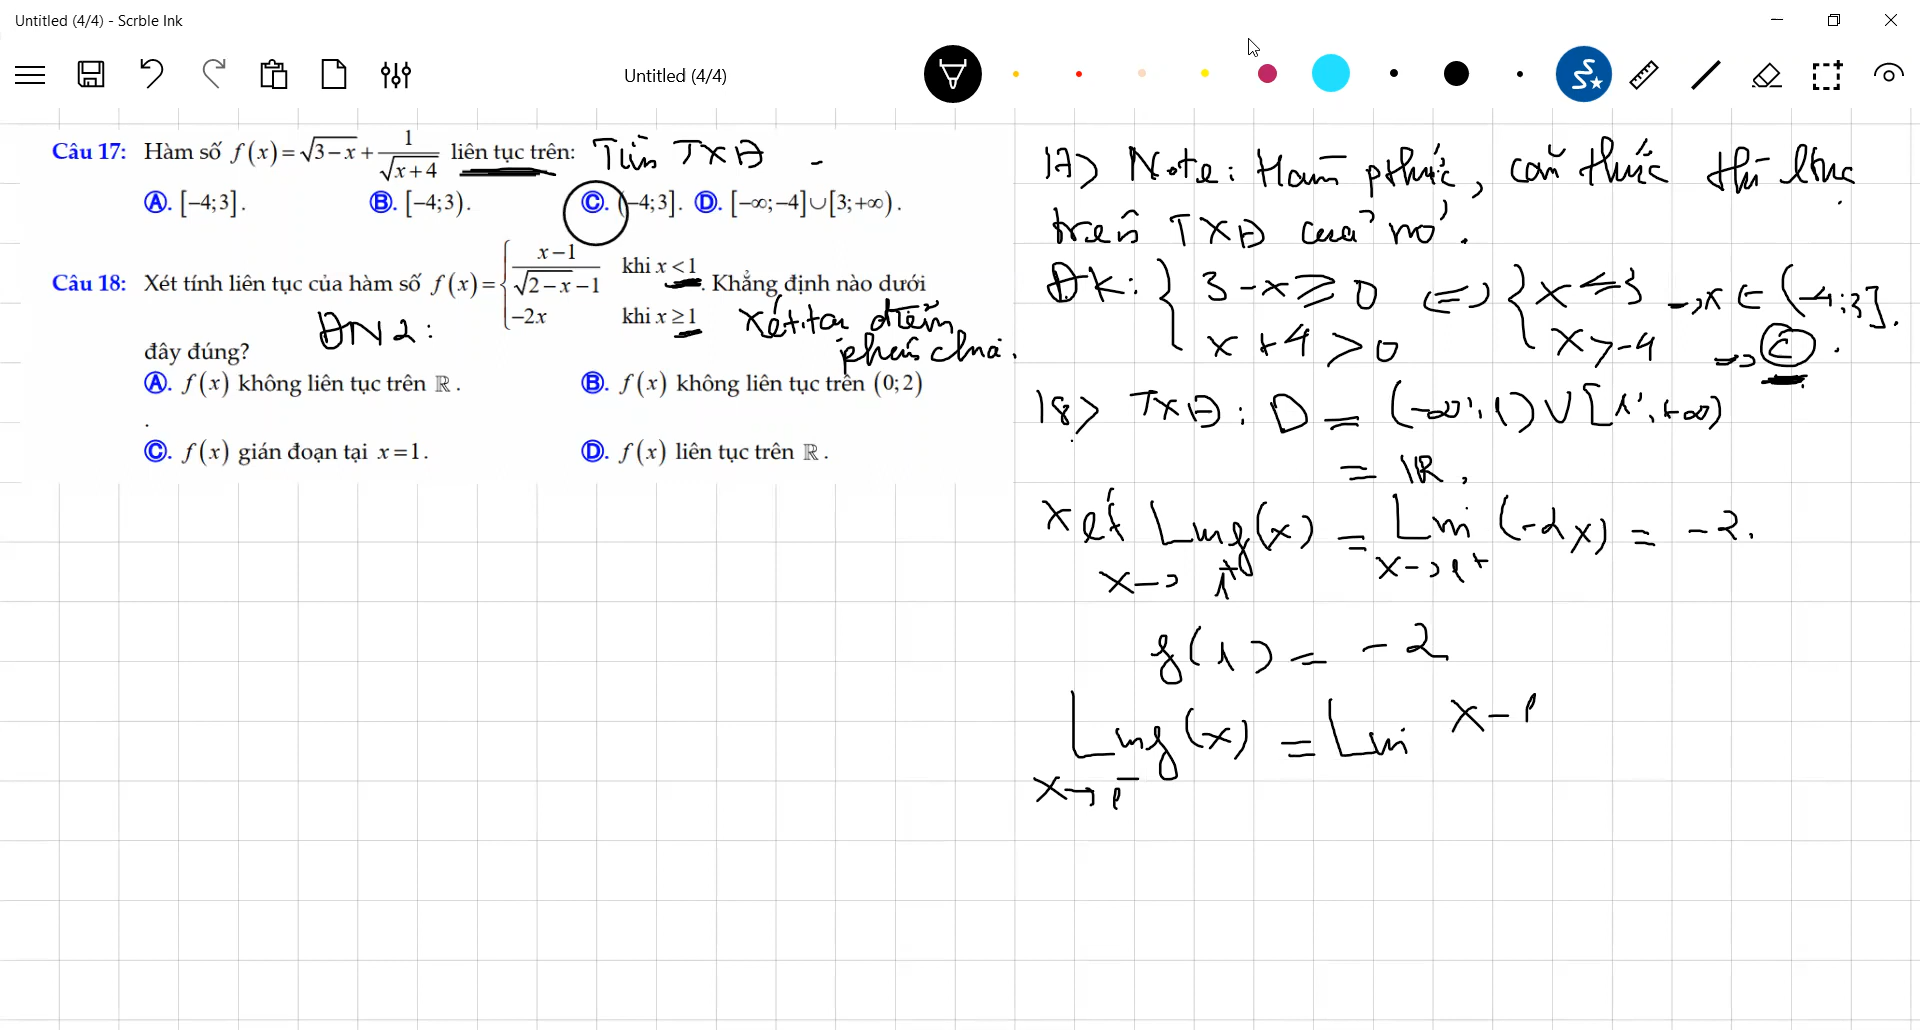 Untitled (4/4) - Scrble Ink
Untitled (4/4)
Câu 17: Hàm số f(x)=√(3−x)+1/√(x+4) liên tục trên: Tìm TXĐ
A. [−4;3]. B. [−4;3). C. (−4;3]. D. [−∞;−4]∪[3;+∞).
Câu 18: Xét tính liên tục của hàm số f(x)={ (x−1)/(√(2−x)−1) khi x<1 . Khẳng định nào dưới
−2x khi x≥1
ĐN 2: Xét tại điểm
đây đúng? phân chia.
A. f(x) không liên tục trên ℝ. B. f(x) không liên tục trên (0;2)
.
C. f(x) gián đoạn tại x=1. D. f(x) liên tục trên ℝ.
17> Note: Hàm pthức, căn thức thì ltục
trên TXĐ của nó.
ĐK: { 3-x≥0 <=> { x≤3 → x∈(-4;3].
x+4>0 x>-4 => C.
18> TXĐ: D = (-∞;1)∪[1;+∞)
= ℝ.
Xét Lim f(x) = Lim (-2x) = -2.
x→1⁺ x→1⁺
f(1) = -2
Lim f(x) = Lim x-1
x→1⁻